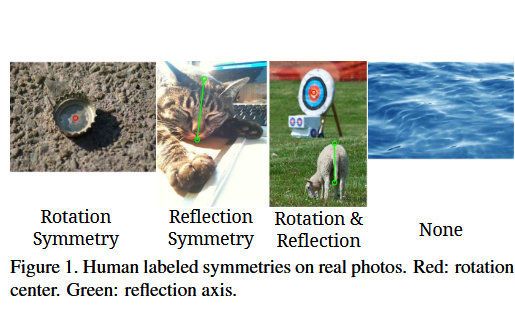 Rotation
Symmetry
Reflection
Symmetry
Rotation &
Reflection
None
Figure 1. Human labeled symmetries on real photos. Red: rotation
center. Green: reflection axis.